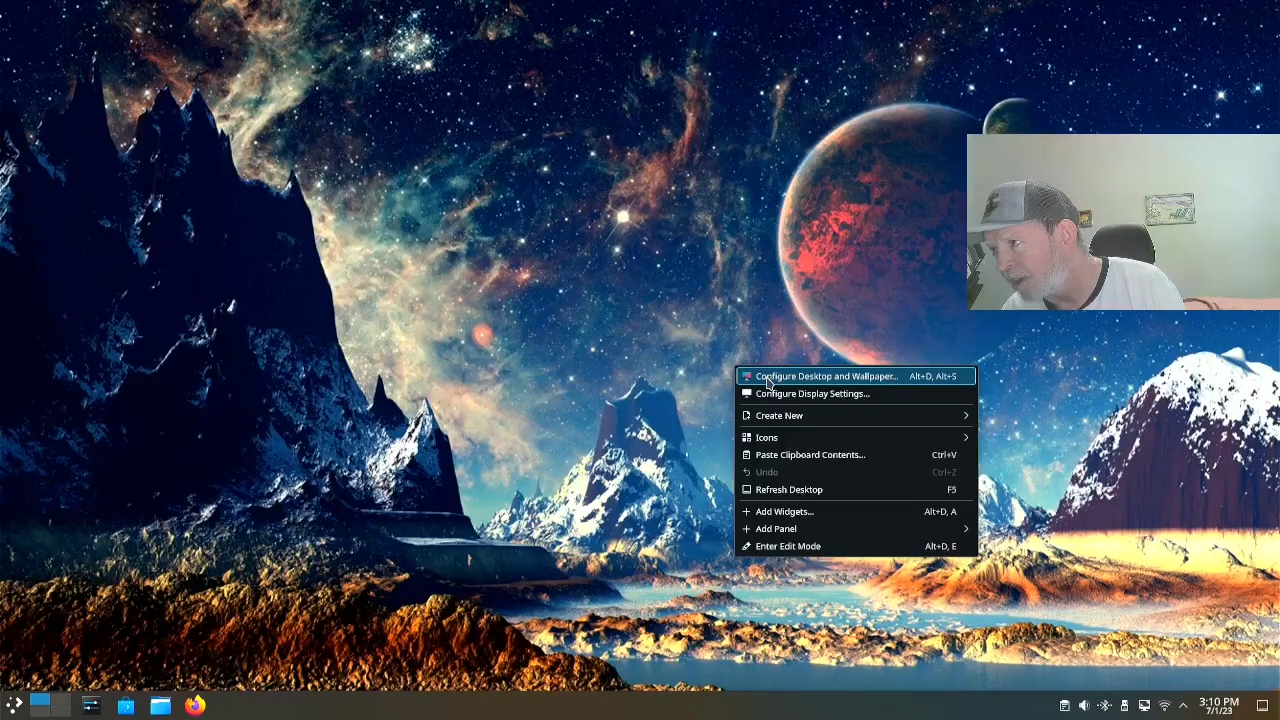 Configure Desktop and Wallpaper... Alt+D, Alt+S
Configure Display Settings...
Create New
Icons
Paste Clipboard Contents... Ctrl+V
Undo Ctrl+Z
Refresh Desktop F5
Add Widgets... Alt+D, A
Add Panel
Enter Edit Mode Alt+D, E
3:10 PM
7/1/23